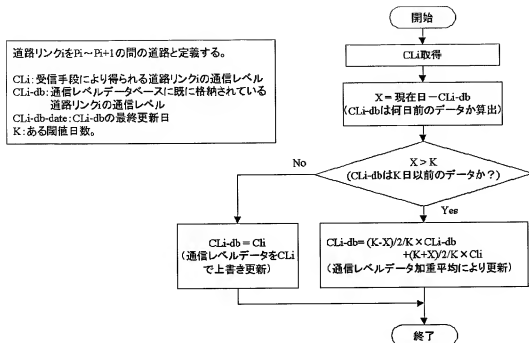 道路リンクiをPi~Pi+1の間の道路と定義する。
CLi:受信手段により得られる道路リンクiの通信レベル
CLi-db:通信レベルデータベースに既に格納されている
道路リンクiの通信レベル
CLi-db-date:CLi-dbの最終更新日
K:ある閾値日数。
開始
CLi取得
X=現在日-CLi-db
(CLi-dbは何日前のデータか算出)
X>K
(CLi-dbはK日以前のデータか?)
No
Yes
CLi-db=Cli
(通信レベルデータをCLi
で上書き更新)
CLi-db=(K-X)/2/K×CLi-db
+(K+X)/2/K×Cli
(通信レベルデータ加重平均により更新)
終了